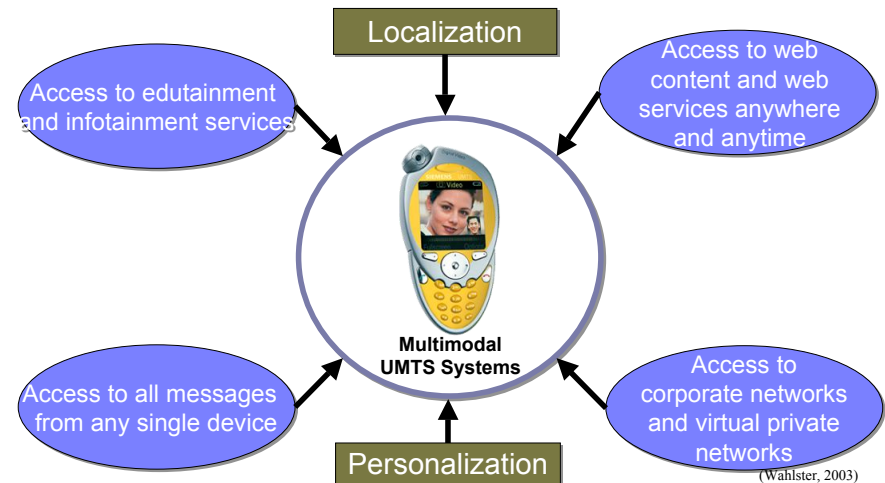 Localization
Access to edutainment
and infotainment services
Access to web
content and web
services anywhere
and anytime
SIEMENS UMTS
Video
Multimodal
UMTS Systems
Access to all messages
from any single device
Access to
corporate networks
and virtual private
networks
Personalization
(Wahlster, 2003)